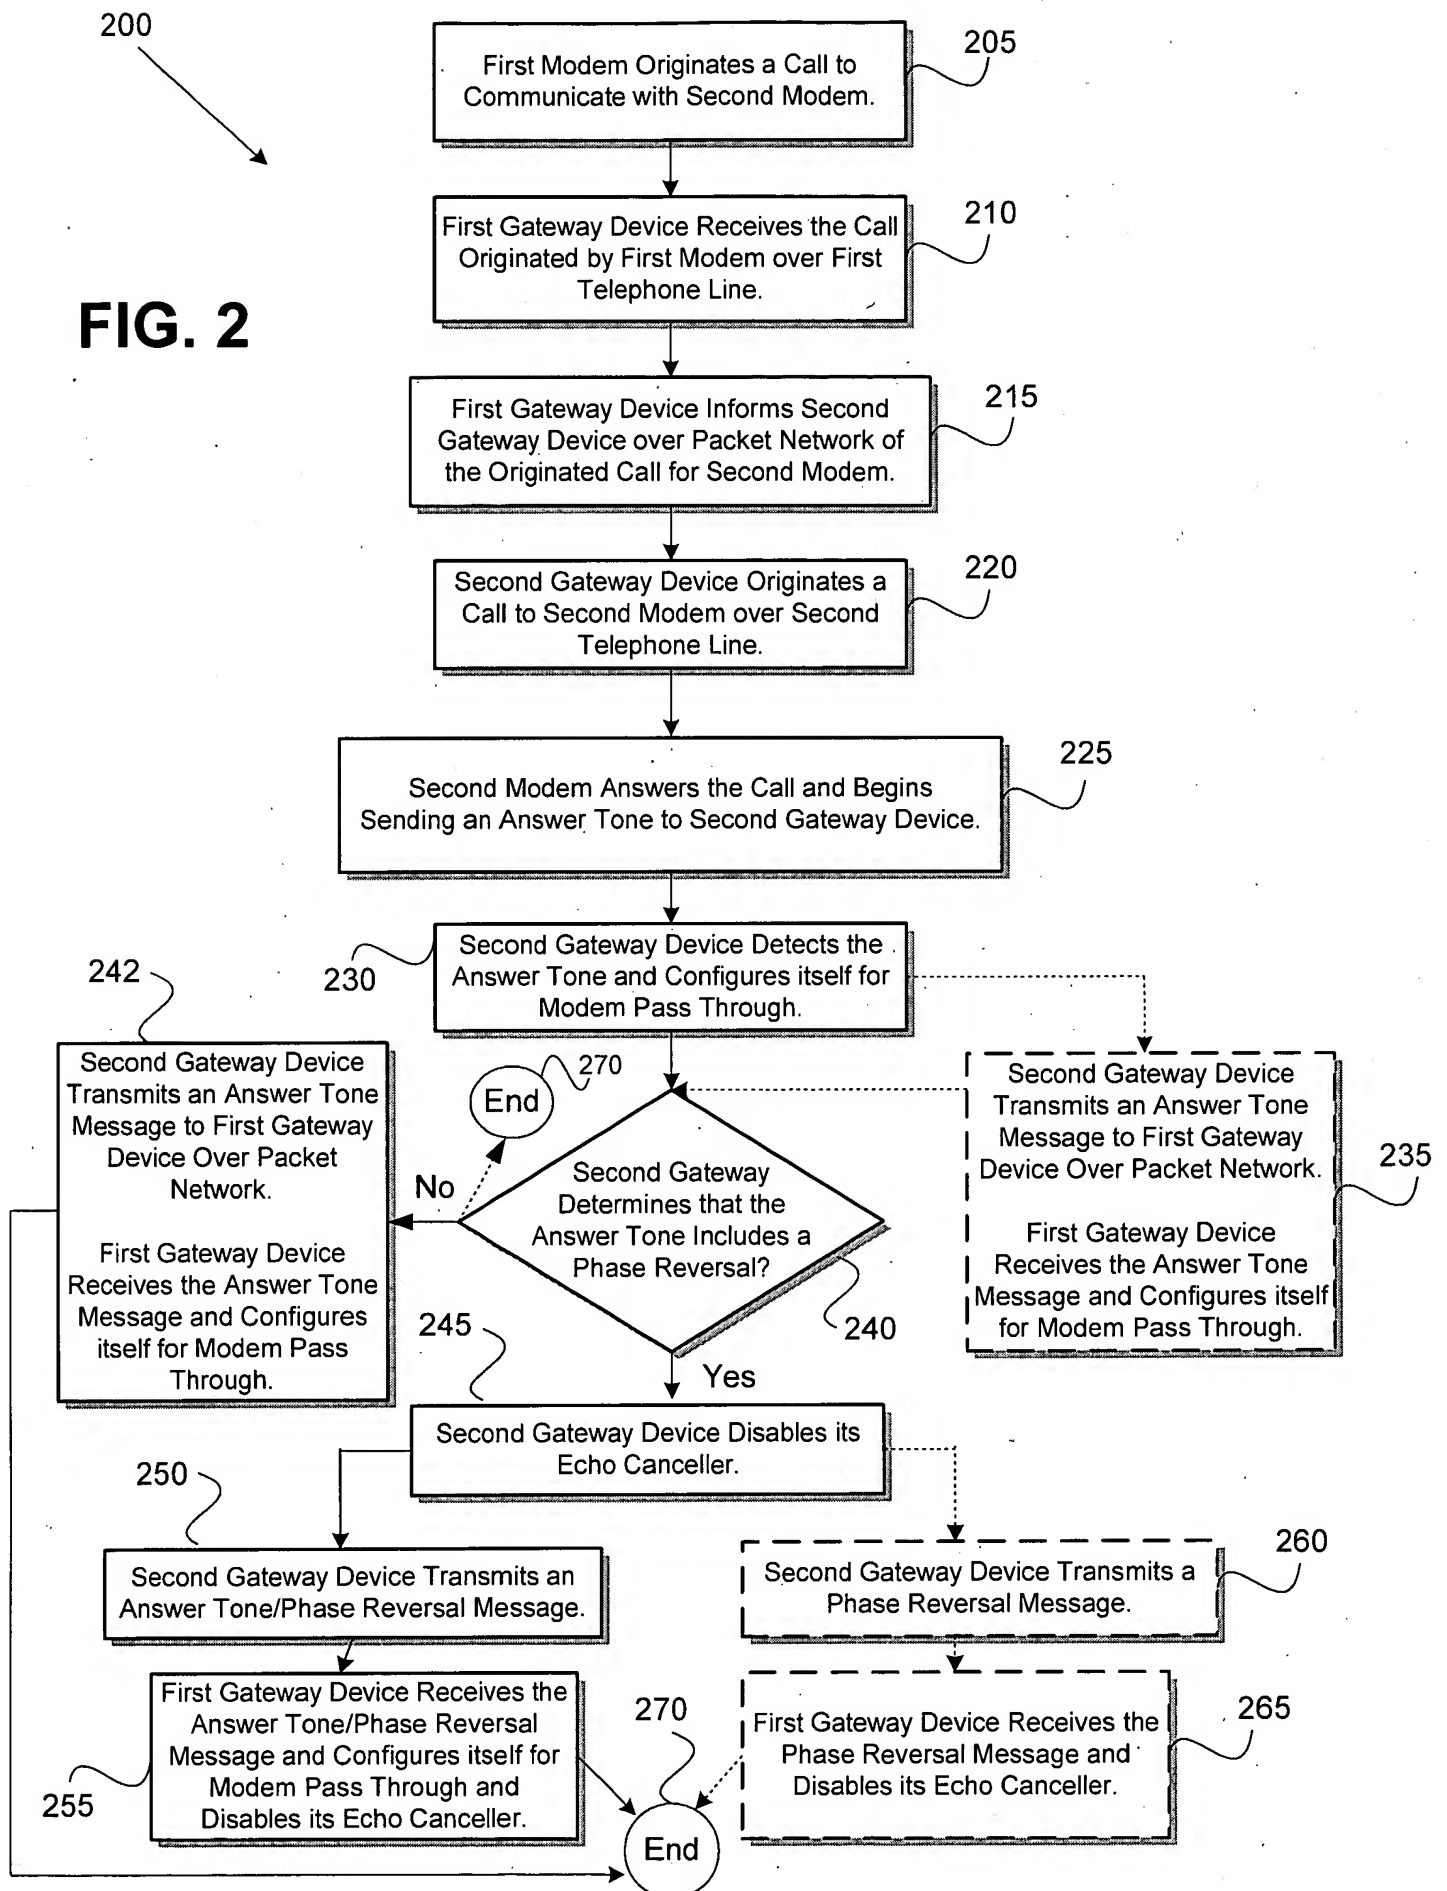 200
205
First Modem Originates a Call to
Communicate with Second Modem.
210
First Gateway Device Receives the Call
Originated by First Modem over First
Telephone Line.
FIG. 2
215
First Gateway Device Informs Second
Gateway Device over Packet Network of
the Originated Call for Second Modem.
220
Second Gateway Device Originates a
Call to Second Modem over Second
Telephone Line.
225
Second Modem Answers the Call and Begins
Sending an Answer Tone to Second Gateway Device.
230
Second Gateway Device Detects the
Answer Tone and Configures itself for
Modem Pass Through.
242
Second Gateway Device
Transmits an Answer Tone
Message to First Gateway
Device Over Packet
Network.
First Gateway Device
Receives the Answer Tone
Message and Configures
itself for Modem Pass
Through.
270
End
No
Second Gateway
Determines that the
Answer Tone Includes a
Phase Reversal?
240
Yes
Second Gateway Device
Transmits an Answer Tone
Message to First Gateway
Device Over Packet Network.
First Gateway Device
Receives the Answer Tone
Message and Configures itself
for Modem Pass Through.
235
245
Second Gateway Device Disables its
Echo Canceller.
250
Second Gateway Device Transmits an
Answer Tone/Phase Reversal Message.
260
Second Gateway Device Transmits a
Phase Reversal Message.
255
First Gateway Device Receives the
Answer Tone/Phase Reversal
Message and Configures itself for
Modem Pass Through and
Disables its Echo Canceller.
265
First Gateway Device Receives the
Phase Reversal Message and
Disables its Echo Canceller.
270
End